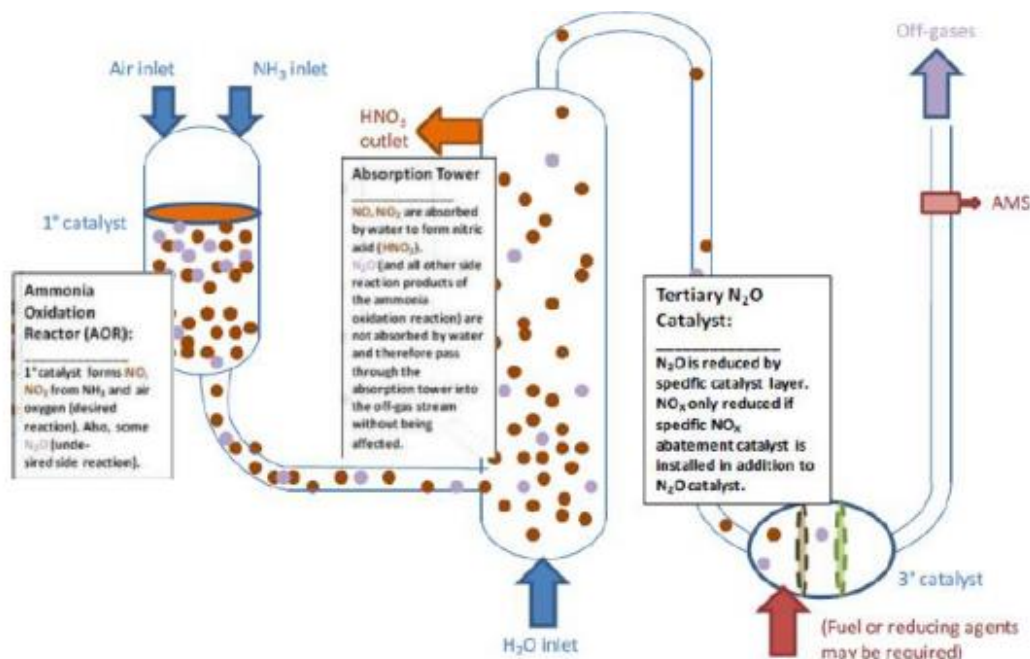 Air inlet
NH3 inlet
1° catalyst
Ammonia
Oxidation
Reactor (AOR):
1° catalyst forms NO,
NO2 from NH3 and air
oxygen (desired
reaction). Also, some
N2O (unde-
sired side reaction).
HNO3
outlet
Absorption Tower
NO, NO2 are absorbed
by water to form nitric
acid (HNO3).
N2O (and all other side
reaction products of
the ammonia
oxidation reaction) are
not absorbed by water
and therefore pass
through the
absorption tower into
the off-gas stream
without being
affected.
H2O inlet
Tertiary N2O
Catalyst:
N2O is reduced by
specific catalyst layer.
NOX only reduced if
specific NOX
abatement catalyst is
installed in addition to
N2O catalyst.
Off-gases
AMS
3° catalyst
(Fuel or reducing agents
may be required)